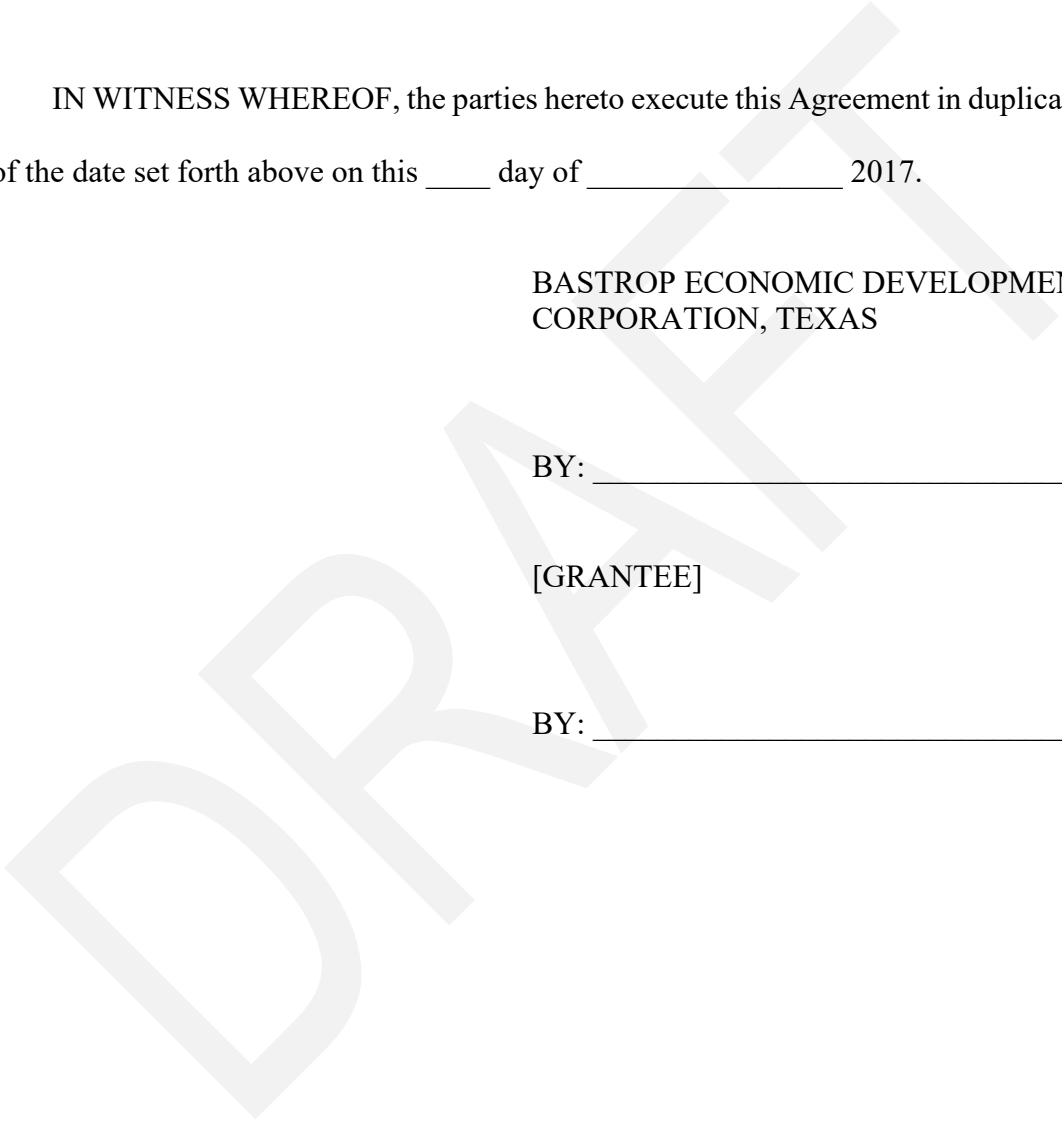 IN WITNESS WHEREOF, the parties hereto execute this Agreement in duplica
of the date set forth above on this ____ day of ________________ 2017.
BASTROP ECONOMIC DEVELOPMEN
CORPORATION, TEXAS
BY: ______________________________
[GRANTEE]
BY: ______________________________
DRAFT